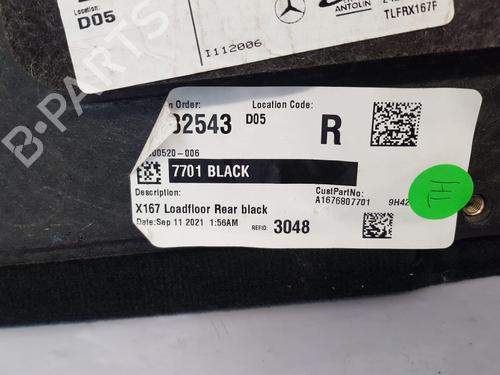 Location:
D05
ANTOLIN
TLFRX167F
I112006
Order:
Location Code:
82543
D05
R
00520-006
7701 BLACK
Description:
CustPartNo:
X167 Loadfloor Rear black
A1676807701
9H42
Date:Sep 11 2021 1:56AM
REFID:
3048
B-PARTS